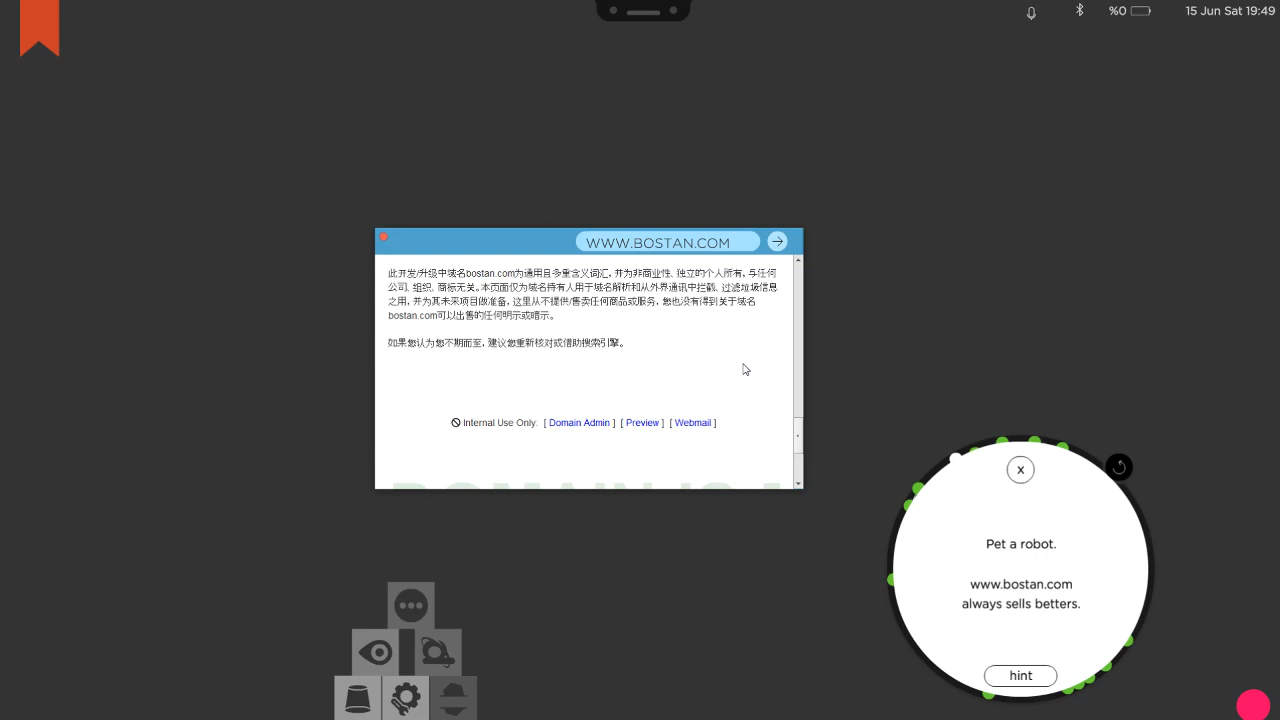 %0 15 Jun Sat 19:49
WWW.BOSTAN.COM
此开发/升级中域名bostan.com为通用且多重含义词汇, 并为非商业性、独立的个人所有, 与任何
公司、组织、商标无关。本页面仅为域名持有人用于域名解析和从外界通讯中拦截、过滤垃圾信息
之用, 并为其未来项目做准备, 这里从不提供/售卖任何商品或服务, 您也没有得到关于域名
bostan.com可以出售的任何明示或暗示。
如果您认为您不期而至, 建议您重新核对或借助搜索引擎。
Internal Use Only. [ Domain Admin ] [ Preview ] [ Webmail ]
x
Pet a robot.
www.bostan.com
always sells betters.
hint